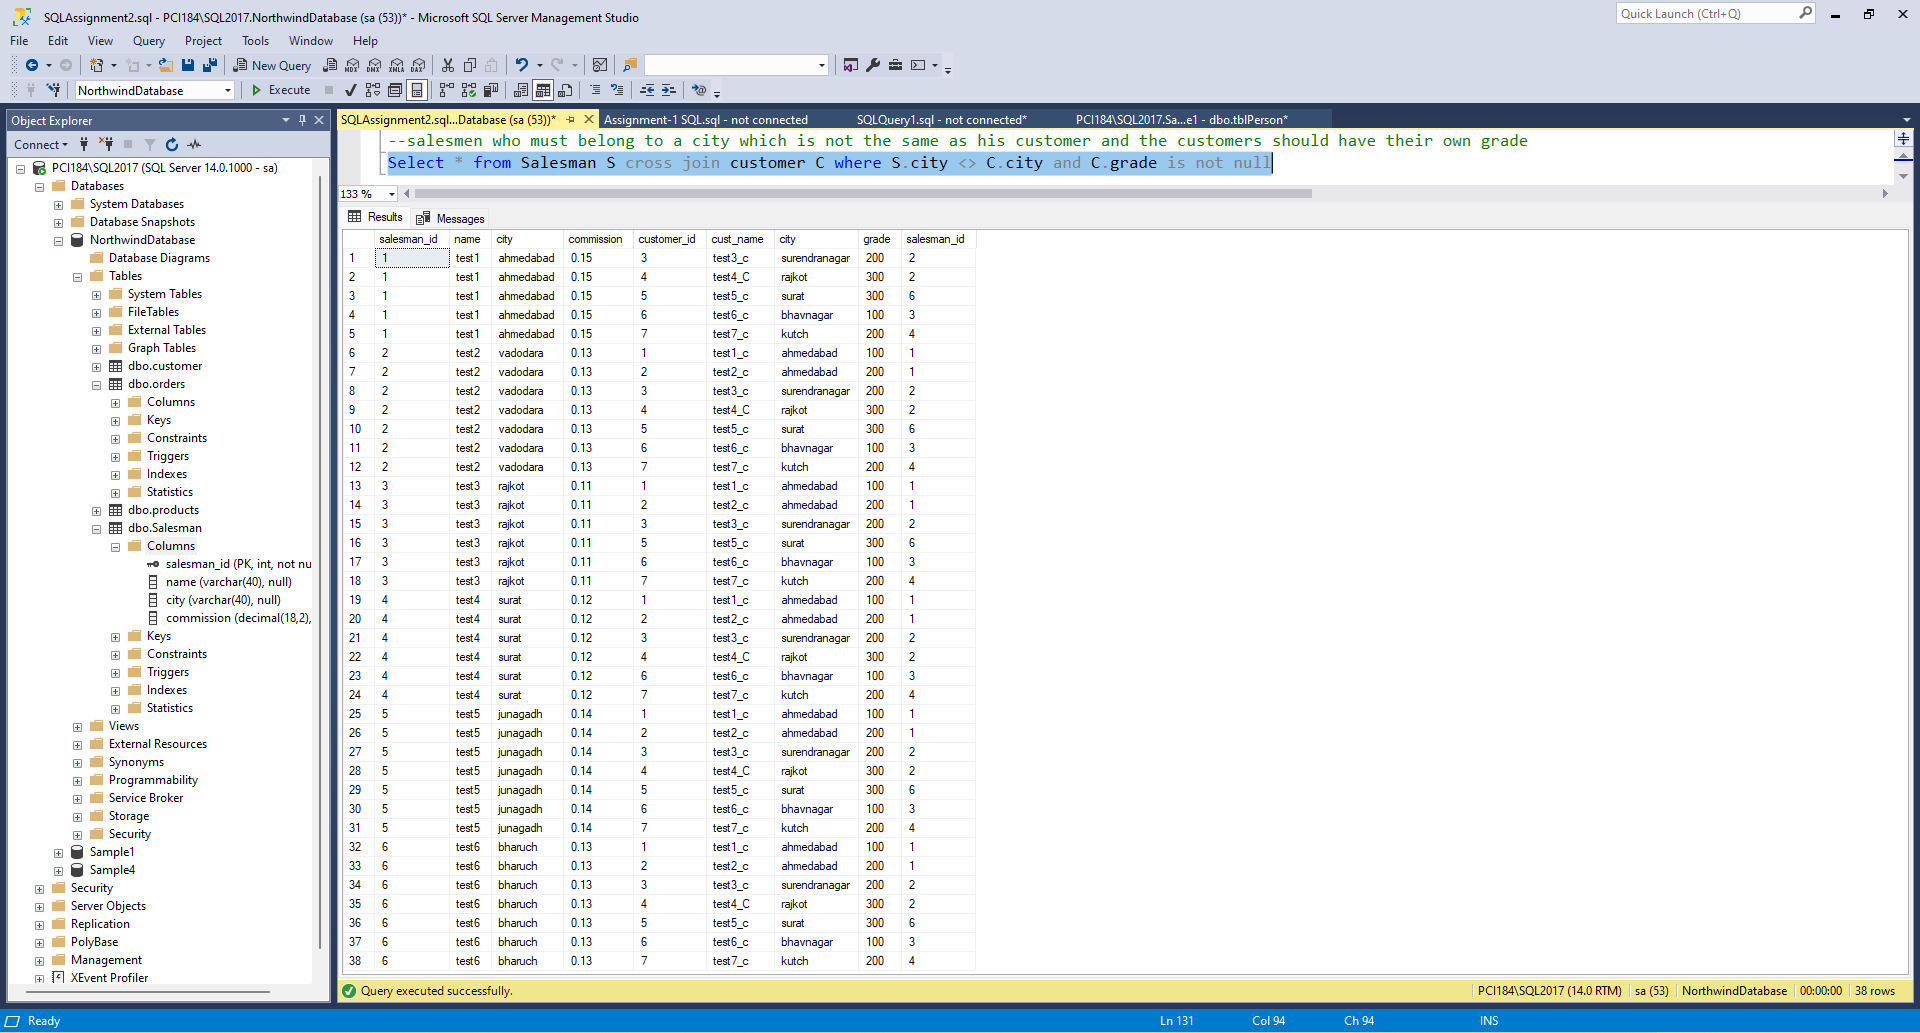 SQLAssignment2.sql - PCI184\SQL2017.NorthwindDatabase (sa (53))* - Microsoft SQL Server Management Studio
Quick Launch (Ctrl+Q)
File Edit View Query Project Tools Window Help
New Query MDX DMX XMLA DAX
NorthwindDatabase Execute
Object Explorer
SQLAssignment2.sql...Database (sa (53))* Assignment-1 SQL.sql - not connected SQLQuery1.sql - not connected* PCI184\SQL2017.Sa...e1 - dbo.tblPerson*
Connect
--salesmen who must belong to a city which is not the same as his customer and the customers should have their own grade
Select * from Salesman S cross join customer C where S.city <> C.city and C.grade is not null
133 %
Results Messages
PCI184\SQL2017 (SQL Server 14.0.1000 - sa)
Databases
System Databases
Database Snapshots
NorthwindDatabase
Database Diagrams
Tables
System Tables
FileTables
External Tables
Graph Tables
dbo.customer
dbo.orders
Columns
Keys
Constraints
Triggers
Indexes
Statistics
dbo.products
dbo.Salesman
Columns
salesman_id (PK, int, not nu
name (varchar(40), null)
city (varchar(40), null)
commission (decimal(18,2),
Keys
Constraints
Triggers
Indexes
Statistics
Views
External Resources
Synonyms
Programmability
Service Broker
Storage
Security
Sample1
Sample4
Security
Server Objects
Replication
PolyBase
Management
XEvent Profiler
salesman_id name city commission customer_id cust_name city grade salesman_id
1 1 test1 ahmedabad 0.15 3 test3_c surendranagar 200 2
2 1 test1 ahmedabad 0.15 4 test4_C rajkot 300 2
3 1 test1 ahmedabad 0.15 5 test5_c surat 300 6
4 1 test1 ahmedabad 0.15 6 test6_c bhavnagar 100 3
5 1 test1 ahmedabad 0.15 7 test7_c kutch 200 4
6 2 test2 vadodara 0.13 1 test1_c ahmedabad 100 1
7 2 test2 vadodara 0.13 2 test2_c ahmedabad 200 1
8 2 test2 vadodara 0.13 3 test3_c surendranagar 200 2
9 2 test2 vadodara 0.13 4 test4_C rajkot 300 2
10 2 test2 vadodara 0.13 5 test5_c surat 300 6
11 2 test2 vadodara 0.13 6 test6_c bhavnagar 100 3
12 2 test2 vadodara 0.13 7 test7_c kutch 200 4
13 3 test3 rajkot 0.11 1 test1_c ahmedabad 100 1
14 3 test3 rajkot 0.11 2 test2_c ahmedabad 200 1
15 3 test3 rajkot 0.11 3 test3_c surendranagar 200 2
16 3 test3 rajkot 0.11 5 test5_c surat 300 6
17 3 test3 rajkot 0.11 6 test6_c bhavnagar 100 3
18 3 test3 rajkot 0.11 7 test7_c kutch 200 4
19 4 test4 surat 0.12 1 test1_c ahmedabad 100 1
20 4 test4 surat 0.12 2 test2_c ahmedabad 200 1
21 4 test4 surat 0.12 3 test3_c surendranagar 200 2
22 4 test4 surat 0.12 4 test4_C rajkot 300 2
23 4 test4 surat 0.12 6 test6_c bhavnagar 100 3
24 4 test4 surat 0.12 7 test7_c kutch 200 4
25 5 test5 junagadh 0.14 1 test1_c ahmedabad 100 1
26 5 test5 junagadh 0.14 2 test2_c ahmedabad 200 1
27 5 test5 junagadh 0.14 3 test3_c surendranagar 200 2
28 5 test5 junagadh 0.14 4 test4_C rajkot 300 2
29 5 test5 junagadh 0.14 5 test5_c surat 300 6
30 5 test5 junagadh 0.14 6 test6_c bhavnagar 100 3
31 5 test5 junagadh 0.14 7 test7_c kutch 200 4
32 6 test6 bharuch 0.13 1 test1_c ahmedabad 100 1
33 6 test6 bharuch 0.13 2 test2_c ahmedabad 200 1
34 6 test6 bharuch 0.13 3 test3_c surendranagar 200 2
35 6 test6 bharuch 0.13 4 test4_C rajkot 300 2
36 6 test6 bharuch 0.13 5 test5_c surat 300 6
37 6 test6 bharuch 0.13 6 test6_c bhavnagar 100 3
38 6 test6 bharuch 0.13 7 test7_c kutch 200 4
Query executed successfully. PCI184\SQL2017 (14.0 RTM) sa (53) NorthwindDatabase 00:00:00 38 rows
Ready Ln 131 Col 94 Ch 94 INS